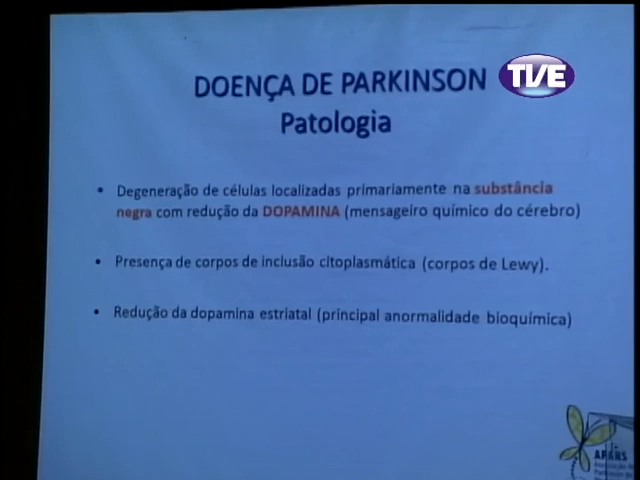 DOENÇA DE PARKINSON
TVE
Patologia
• Degeneração de células localizadas primariamente na substância
negra com redução da DOPAMINA (mensageiro químico do cérebro)
• Presença de corpos de inclusão citoplasmática (corpos de Lewy).
• Redução da dopamina estriatal (principal anormalidade bioquímica)
APARS